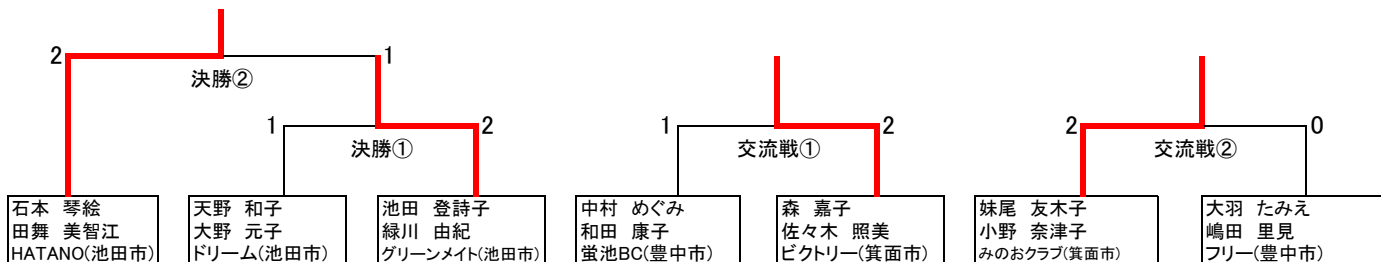 2
1
決勝②
1
2
決勝①
1
2
交流戦①
2
0
交流戦②
石本 琴絵
田舞 美智江
HATANO(池田市)
天野 和子
大野 元子
ドリーム(池田市)
池田 登詩子
緑川 由紀
グリーンメイト(池田市)
中村 めぐみ
和田 康子
蛍池BC(豊中市)
森 嘉子
佐々木 照美
ビクトリー(箕面市)
妹尾 友木子
小野 奈津子
みのおクラブ(箕面市)
大羽 たみえ
嶋田 里見
フリー(豊中市)